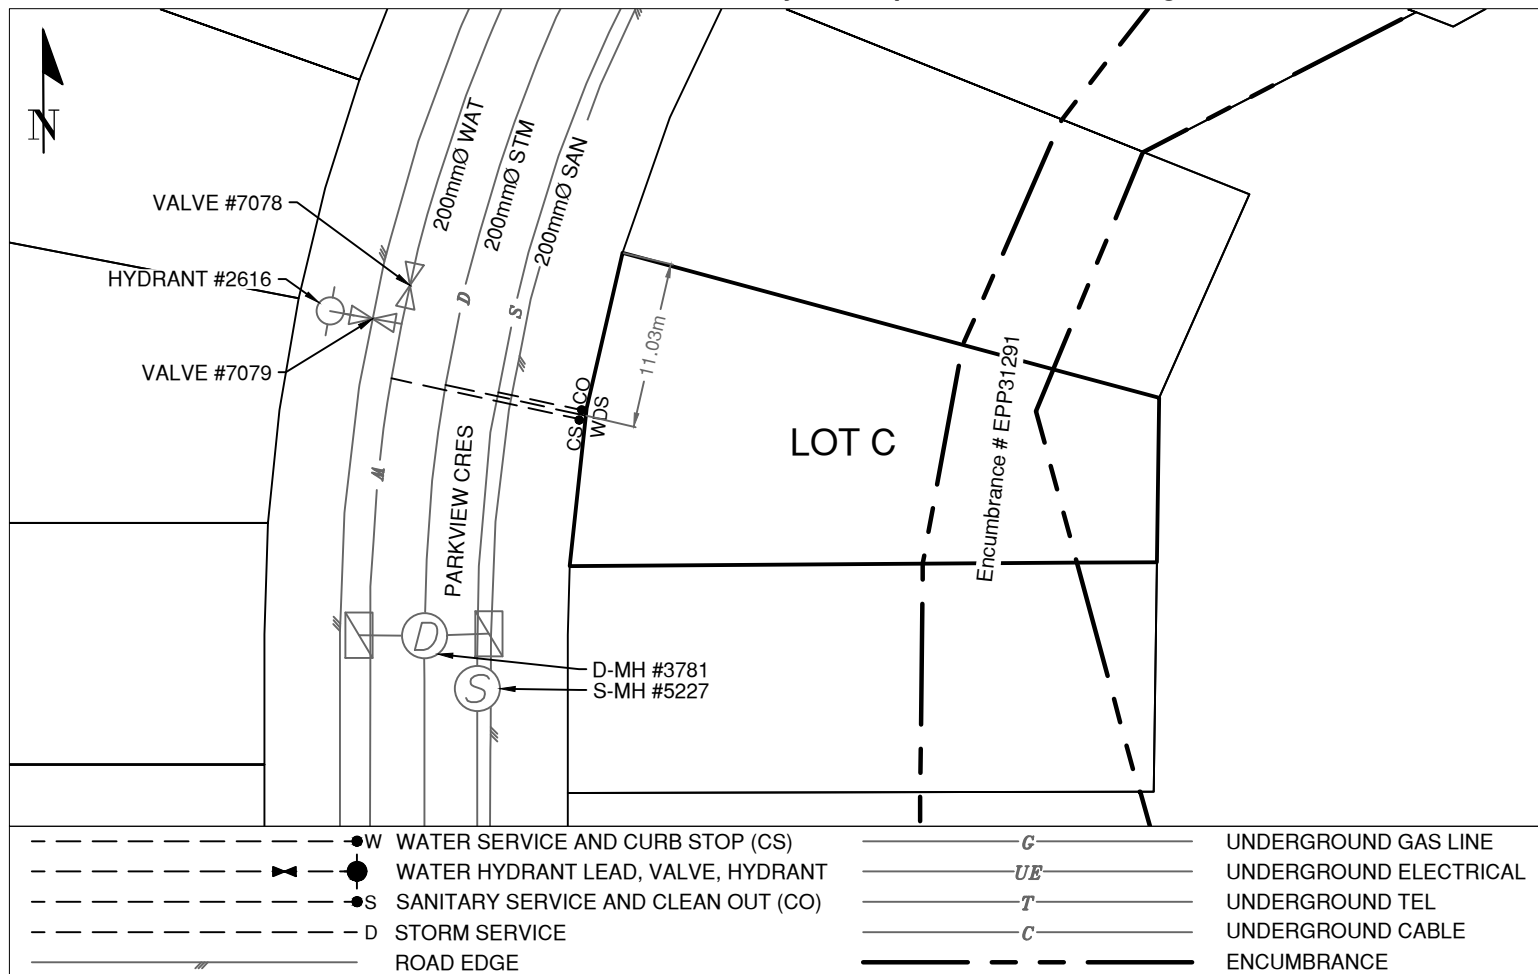 N
200mmØ WAT
200mmØ STM
200mmØ SAN
VALVE #7078
HYDRANT #2616
VALVE #7079
D
S
11.03m
CO
WDS
CS
LOT C
Encumbrance # EPP31291
W
PARKVIEW CRES
D
S
D-MH #3781
S-MH #5227
W WATER SERVICE AND CURB STOP (CS)
WATER HYDRANT LEAD, VALVE, HYDRANT
S SANITARY SERVICE AND CLEAN OUT (CO)
D STORM SERVICE
ROAD EDGE
G UNDERGROUND GAS LINE
UE UNDERGROUND ELECTRICAL
T UNDERGROUND TEL
C UNDERGROUND CABLE
ENCUMBRANCE